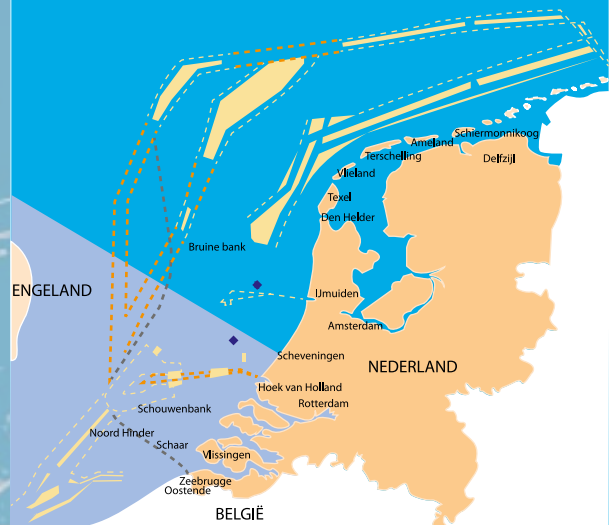 Schiermonnikoog
Ameland
Terschelling
Delfzijl
Vlieland
Texel
Den Helder
Bruine bank
ENGELAND
IJmuiden
Amsterdam
Scheveningen
NEDERLAND
Hoek van Holland
Rotterdam
Schouwenbank
Noord Hinder
Schaar
Vlissingen
Zeebrugge
Oostende
BELGIË